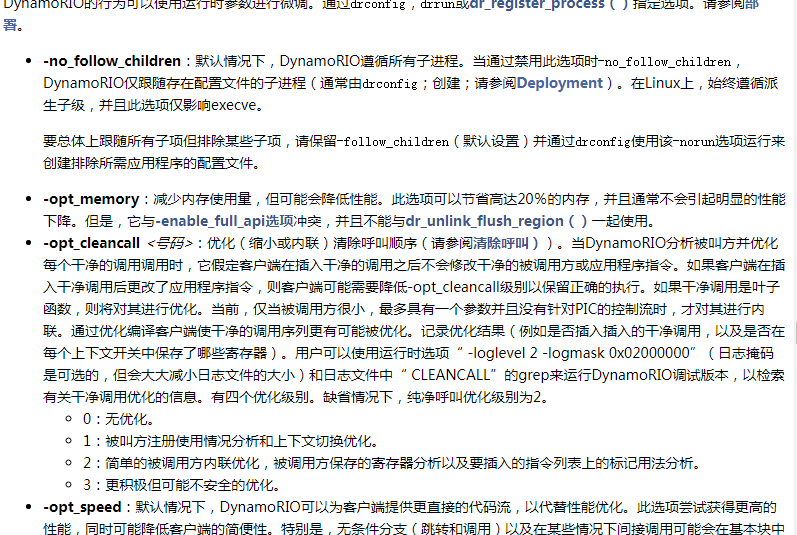 DynamoRIO的行为可以使用运行时参数进行微调。通过drconfig，drrun或dr_register_process（）指定选项。请参阅部
署。
-no_follow_children：默认情况下，DynamoRIO遵循所有子进程。当通过禁用此选项时-no_follow_children，
DynamoRIO仅跟随存在配置文件的子进程（通常由drconfig；创建；请参阅Deployment）。在Linux上，始终遵循派
生子级，并且此选项仅影响execve。
要总体上跟随所有子项但排除某些子项，请保留-follow_children（默认设置）并通过drconfig使用该-norun选项运行来
创建排除所需应用程序的配置文件。
-opt_memory：减少内存使用量，但可能会降低性能。此选项可以节省高达20％的内存，并且通常不会引起明显的性能
下降。但是，它与-enable_full_api选项冲突，并且不能与dr_unlink_flush_region（）一起使用。
-opt_cleancall <号码>：优化（缩小或内联）清除呼叫顺序（请参阅清除呼叫））。当DynamoRIO分析被叫方并优化
每个干净的调用调用时，它假定客户端在插入干净的调用之后不会修改干净的被调用方或应用程序指令。如果客户端在插
入干净调用后更改了应用程序指令，则客户端可能需要降低-opt_cleancall级别以保留正确的执行。如果干净调用是叶子
函数，则将对其进行优化。当前，仅当被调用方很小，最多具有一个参数并且没有针对PIC的控制流时，才对其进行内
联。通过优化编译客户端使干净的调用序列更有可能被优化。记录优化结果（例如是否插入插入的干净调用，以及是否在
每个上下文开关中保存了哪些寄存器）。用户可以使用运行时选项“ -loglevel 2 -logmask 0x02000000”（日志掩码
是可选的，但会大大减小日志文件的大小）和日志文件中“ CLEANCALL”的grep来运行DynamoRIO调试版本，以检索
有关干净调用优化的信息。有四个优化级别。缺省情况下，纯净呼叫优化级别为2。
0：无优化。
1：被叫方注册使用情况分析和上下文切换优化。
2：简单的被调用方内联优化，被调用方保存的寄存器分析以及要插入的指令列表上的标记用法分析。
3：更积极但可能不安全的优化。
-opt_speed：默认情况下，DynamoRIO可以为客户端提供更直接的代码流，以代替性能优化。此选项尝试获得更高的
性能，同时可能降低客户端的简便性。特别是，无条件分支（跳转和调用）以及在某些情况下间接调用可能会在基本块中